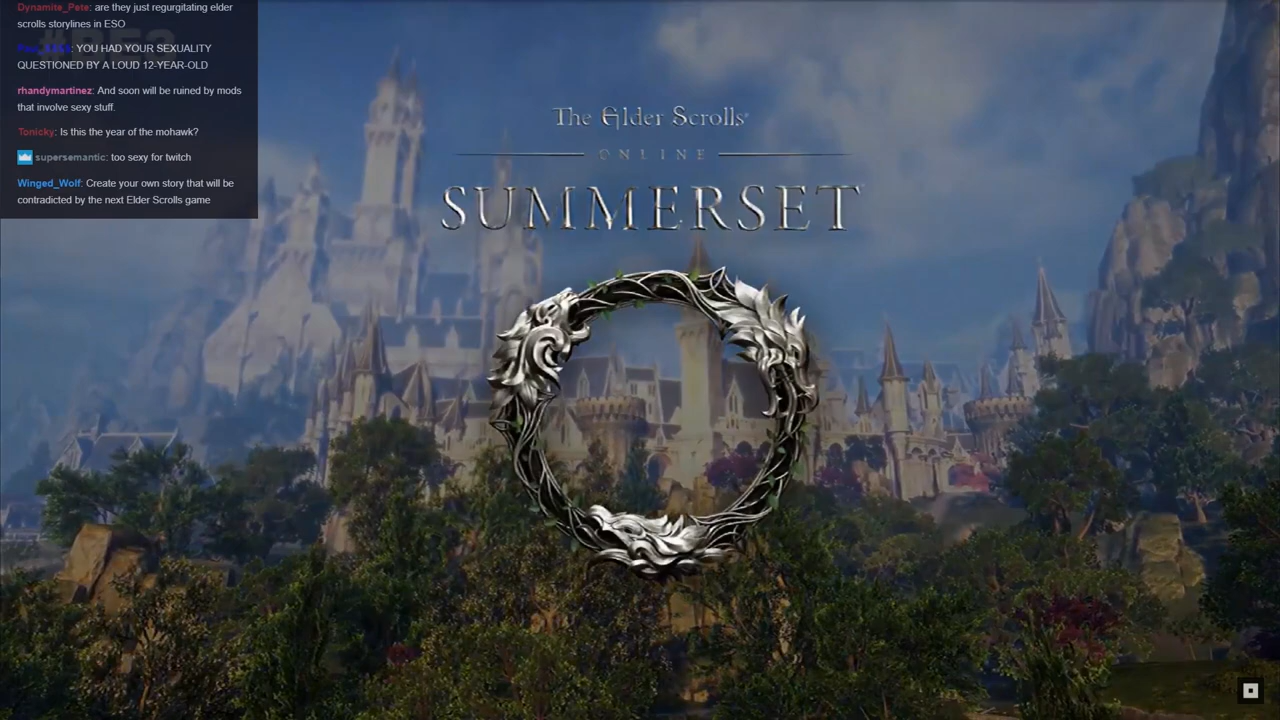 Dynamite_Pete: are they just regurgitating elder
scrolls storylines in ESO
: YOU HAD YOUR SEXUALITY
QUESTIONED BY A LOUD 12-YEAR-OLD
rhandymartinez: And soon will be ruined by mods
that involve sexy stuff.
Tonicky: Is this the year of the mohawk?
supersemantic: too sexy for twitch
Winged_Wolf: Create your own story that will be
contradicted by the next Elder Scrolls game
The Elder Scrolls®
ONLINE
SUMMERSET